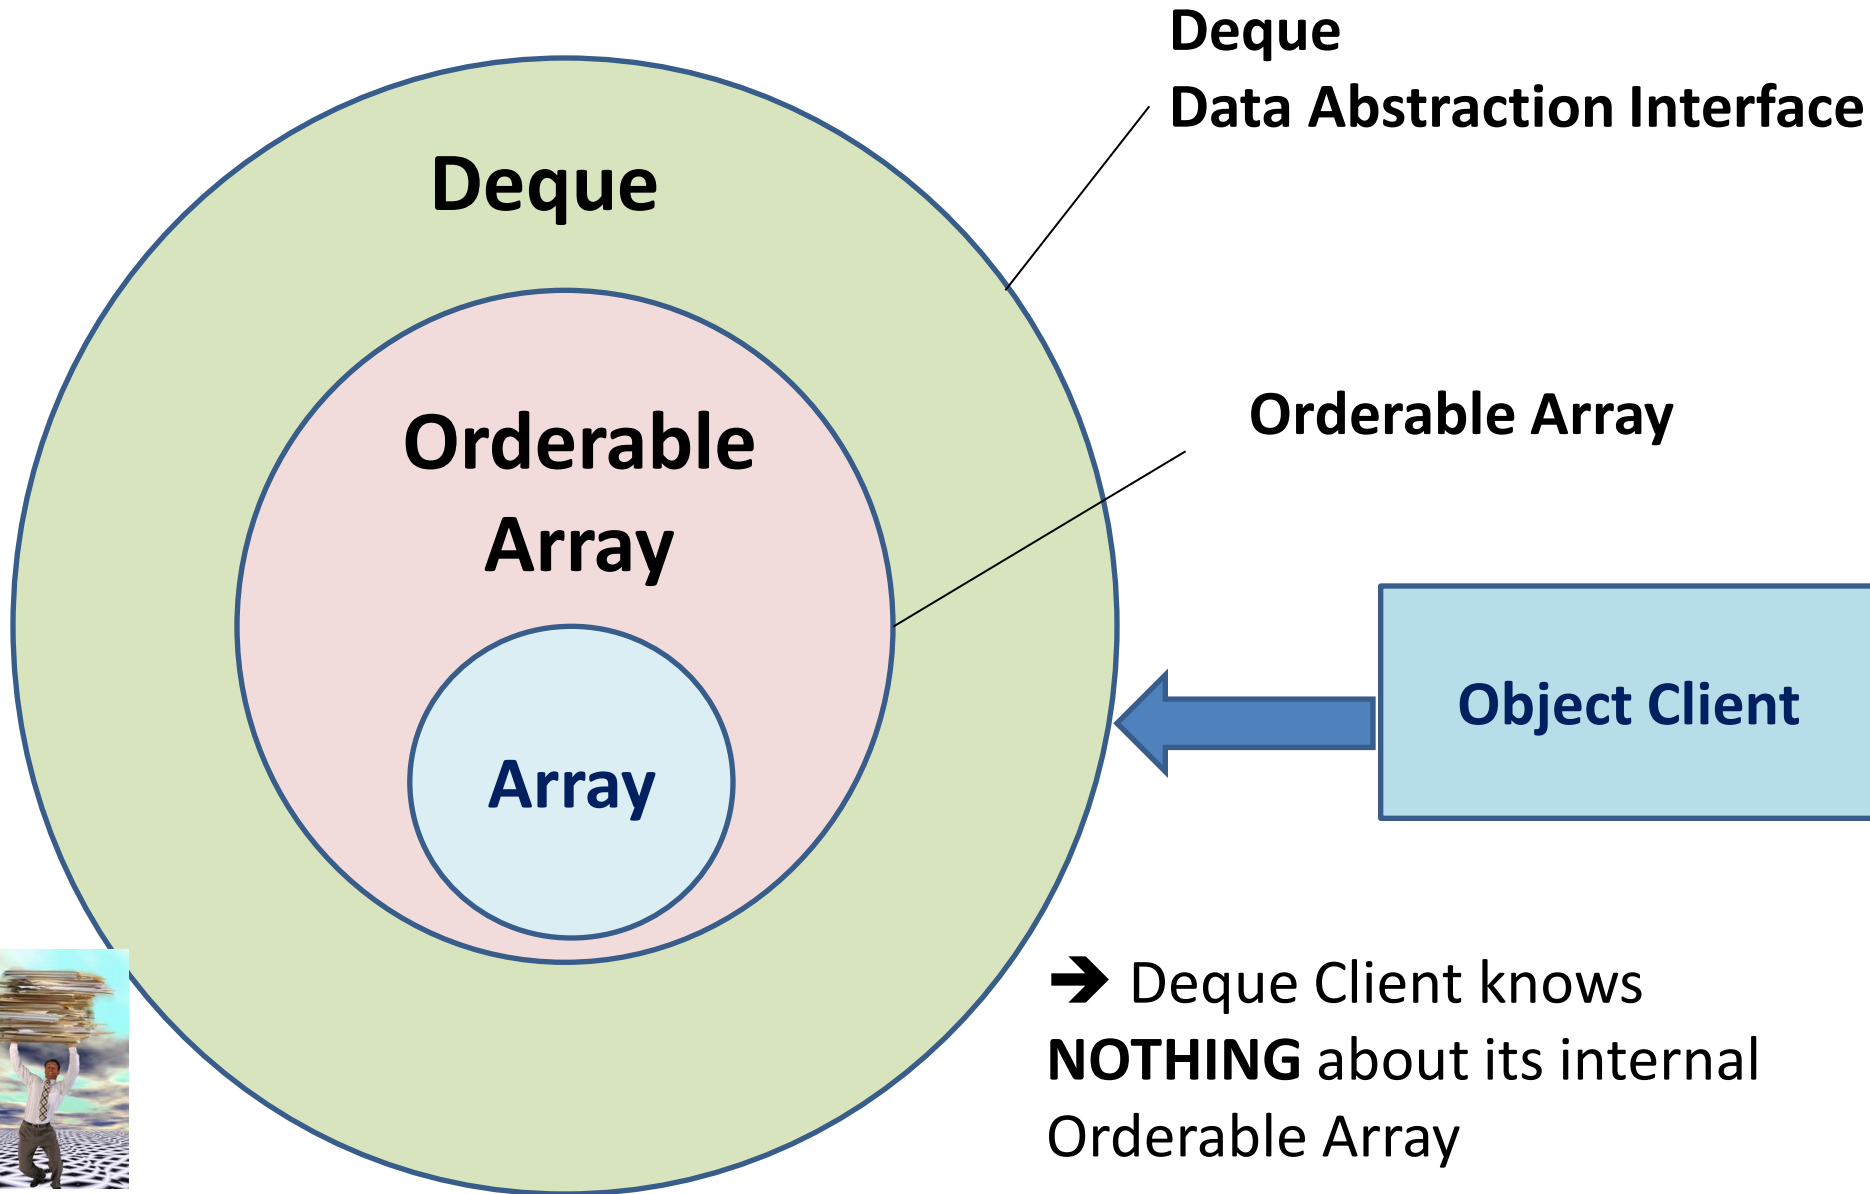 Deque
Data Abstraction Interface
Deque
Orderable Array
Orderable
Array
Object Client
Array
➔ Deque Client knows
NOTHING about its internal
Orderable Array